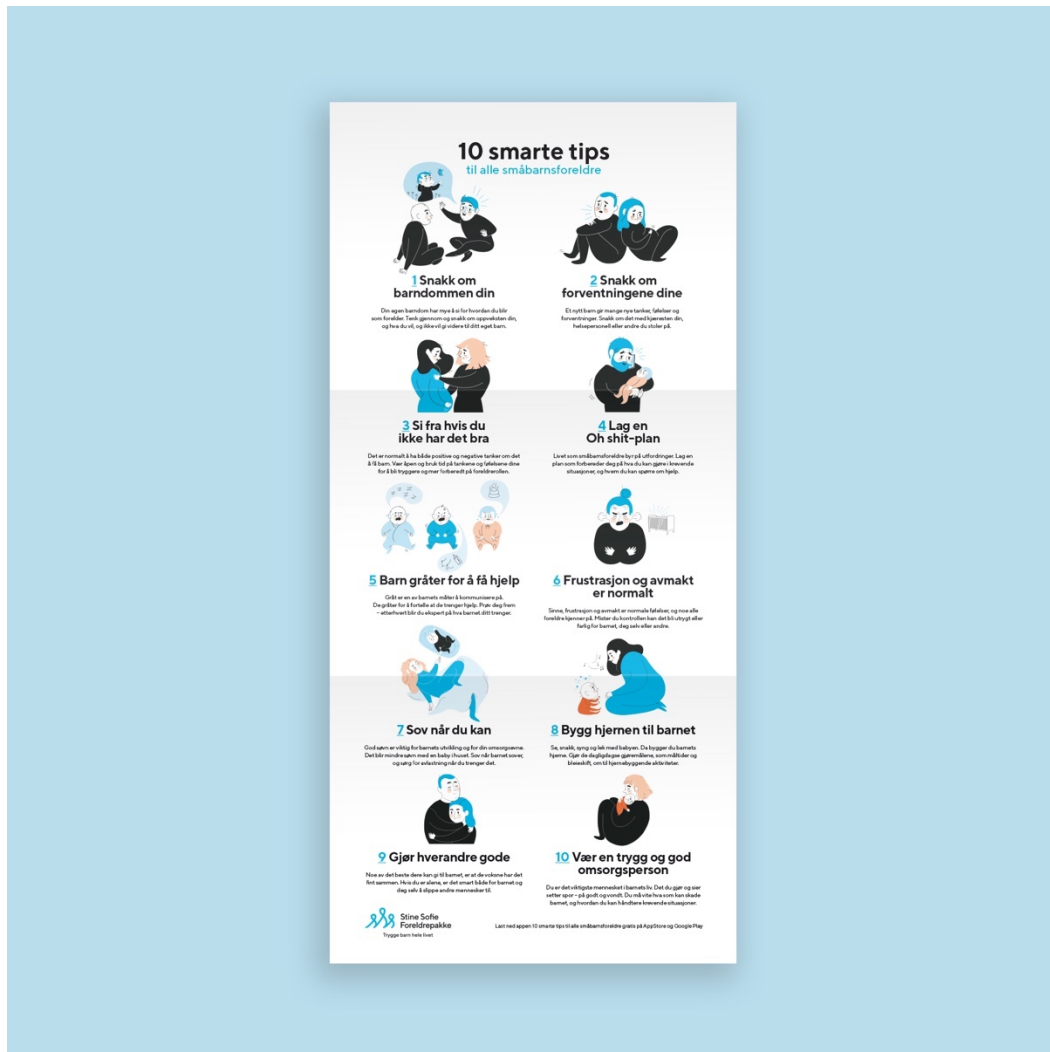 10 smarte tips
til alle småbarnsforeldre
1 Snakk om
barndommen din
Din egen barndom har mye å si for hvordan du blir
som forelder. Tenk gjennom og snakk om oppveksten din,
og hva du vil, og ikke vil gi videre til ditt eget barn.
2 Snakk om
forventningene dine
Et nytt barn gir mange nye tanker, følelser og
forventninger. Snakk om det med kjæresten din,
helsepersonell eller andre du stoler på.
3 Si fra hvis du
ikke har det bra
Det er normalt å ha både positive og negative tanker om det
å få barn. Vær åpen og bruk tid på tankene og følelsene dine
for å bli tryggere og mer forberedt på foreldrerollen.
4 Lag en
Oh shit-plan
Livet som småbarnsforeldre byr på utfordringer. Lag en
plan som forbereder deg på hva du kan gjøre i krevende
situasjoner, og hvem du kan spørre om hjelp.
5 Barn gråter for å få hjelp
Gråt er en av barnets måter å kommunisere på.
De gråter for å fortelle at de trenger hjelp. Prøv deg frem
– etterhvert blir du ekspert på hva barnet ditt trenger.
6 Frustrasjon og avmakt
er normalt
Sinne, frustrasjon og avmakt er normale følelser, og noe alle
foreldre kjenner på. Mister du kontrollen kan det bli utrygt eller
farlig for barnet, deg selv eller andre.
7 Sov når du kan
God søvn er viktig for barnets utvikling og for din omsorgsevne.
Det blir mindre søvn med en baby i huset. Sov når barnet sover,
og sørg for avlastning når du trenger det.
8 Bygg hjernen til barnet
Se, snakk, syng og lek med babyen. Da bygger du barnets
hjerne. Gjør de dagligdagse gjøremålene, som måltider og
bleieskift, om til hjernebyggende aktiviteter.
9 Gjør hverandre gode
Noe av det beste dere kan gi til barnet, er at de voksne har det
fint sammen. Hvis du er alene, er det smart både for barnet og
deg selv å slippe andre mennesker til.
10 Vær en trygg og god
omsorgsperson
Du er det viktigste mennesket i barnets liv. Det du gjør og sier
setter spor – på godt og vondt. Du må vite hva som kan skade
barnet, og hvordan du kan håndtere krevende situasjoner.
Stine Sofie
Foreldrepakke
Trygge barn hele livet
Last ned appen 10 smarte tips til alle småbarnsforeldre gratis på AppStore og Google Play